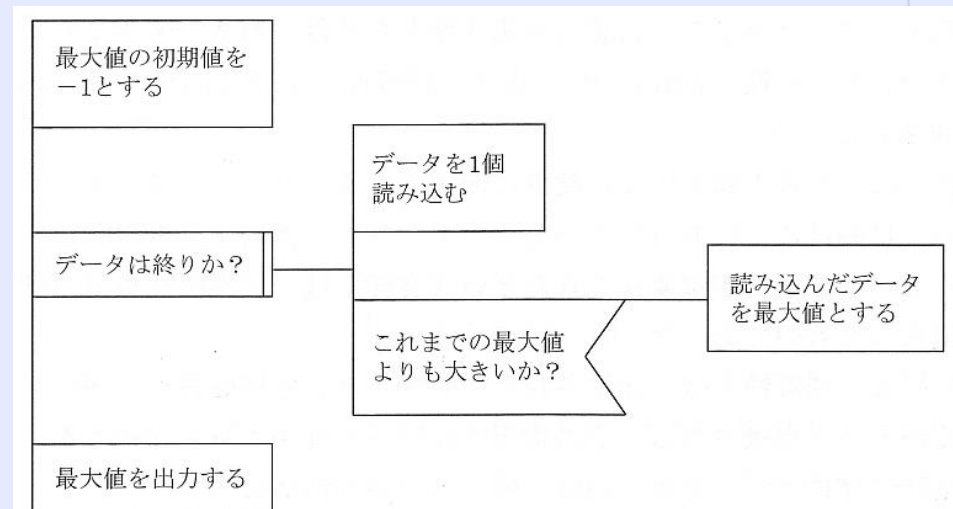 最大値の初期値を
－1とする
データを1個
読み込む
データは終りか？
読み込んだデータ
を最大値とする
これまでの最大値
よりも大きいか？
最大値を出力する